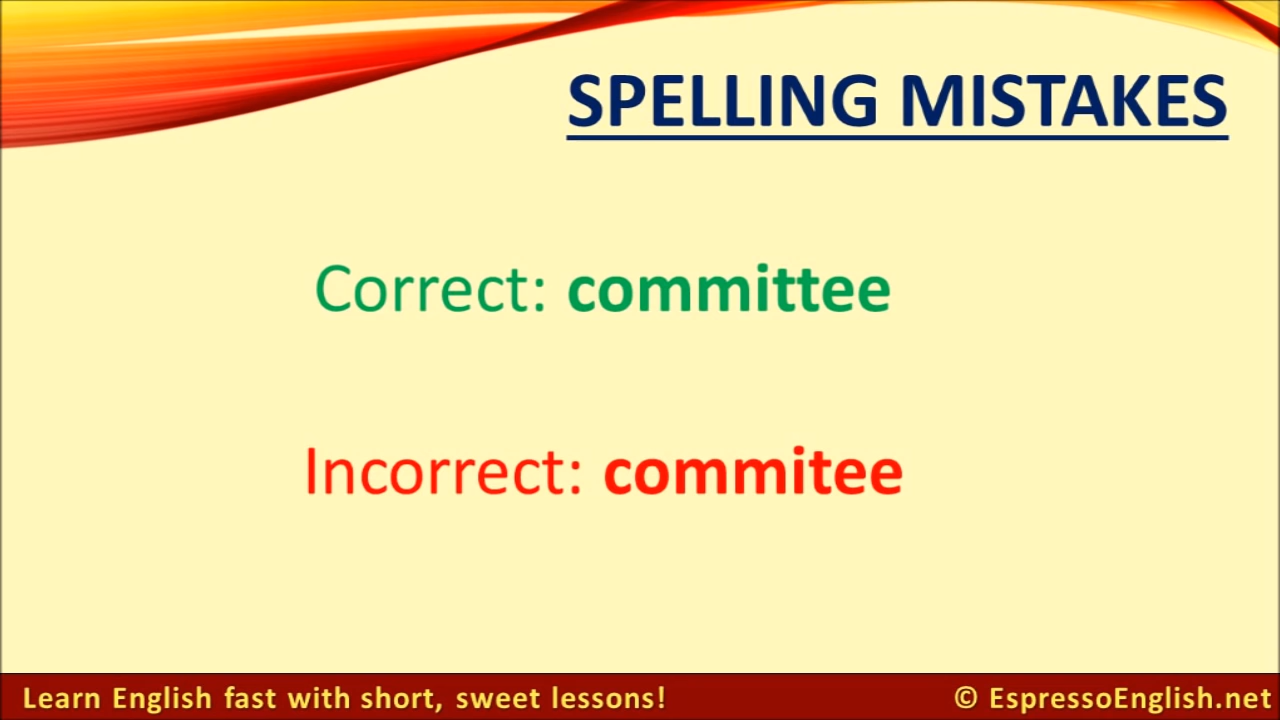 SPELLING MISTAKES
Correct: committee
Incorrect: commitee
Learn English fast with short, sweet lessons!
© EspressoEnglish.net